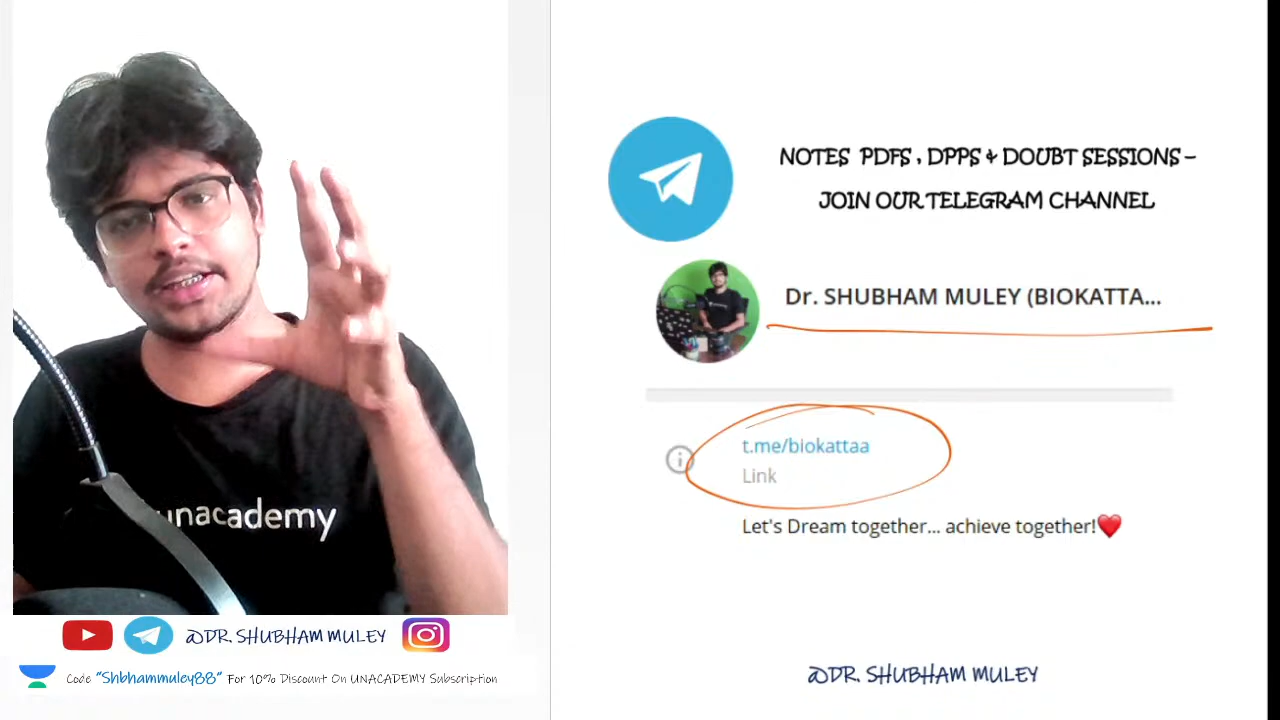 unacademy
@DR. SHUBHAM MULEY
Code "Shbhammuley88" For 10% Discount On UNACADEMY Subscription
NOTES PDFS , DPPS & DOUBT SESSIONS –
JOIN OUR TELEGRAM CHANNEL
Dr. SHUBHAM MULEY (BIOKATTA...
t.me/biokattaa
Link
Let's Dream together... achieve together!❤️
@DR. SHUBHAM MULEY